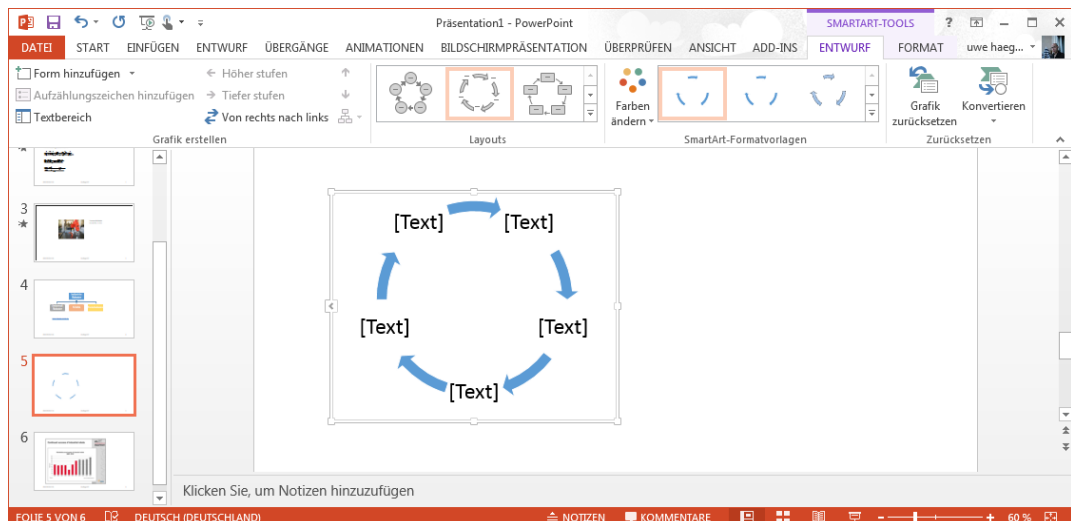 Präsentation1 - PowerPoint
SMARTART-TOOLS
?
DATEI START EINFÜGEN ENTWURF ÜBERGÄNGE ANIMATIONEN BILDSCHIRMPRÄSENTATION ÜBERPRÜFEN ANSICHT ADD-INS ENTWURF FORMAT uwe haeg...
Form hinzufügen
Höher stufen
Aufzählungszeichen hinzufügen
Tiefer stufen
Textbereich
Von rechts nach links
Farben
ändern
Grafik
zurücksetzen
Konvertieren
Grafik erstellen
Layouts
SmartArt-Formatvorlagen
Zurücksetzen
3
4
5
6
[Text] [Text]
[Text] [Text]
[Text]
Klicken Sie, um Notizen hinzuzufügen
FOLIE 5 VON 6 DEUTSCH (DEUTSCHLAND) NOTIZEN KOMMENTARE 60 %